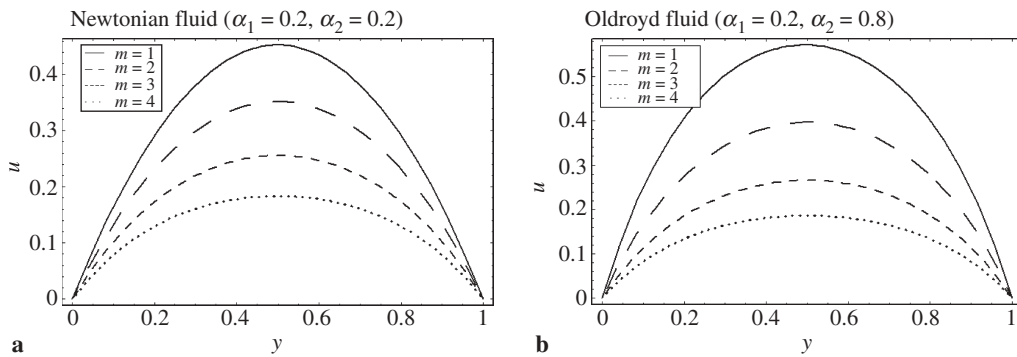 Newtonian fluid (α1 = 0.2, α2 = 0.2)
m = 1
m = 2
m = 3
m = 4
0.4
0.3
0.2
0.1
0
u
0 0.2 0.4 0.6 0.8 1
y
a
Oldroyd fluid (α1 = 0.2, α2 = 0.8)
m = 1
m = 2
m = 3
m = 4
0.5
0.4
0.3
0.2
0.1
0
u
0 0.2 0.4 0.6 0.8 1
y
b